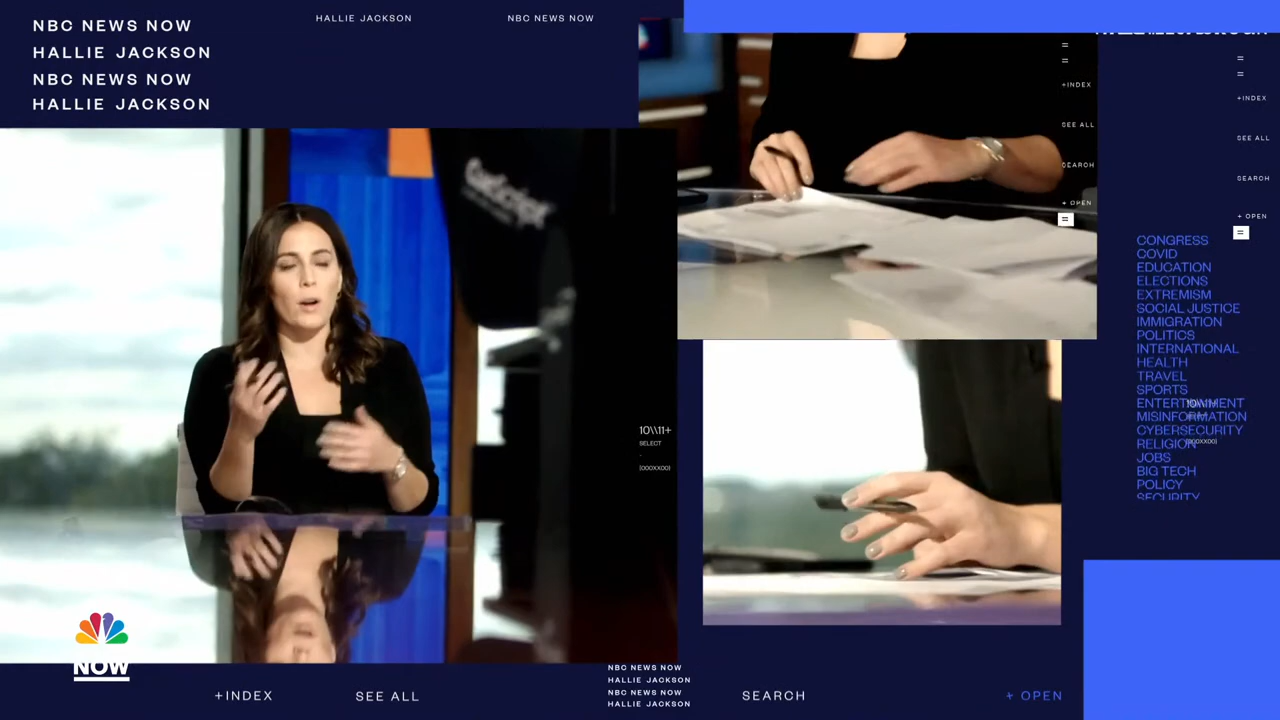 NBC NEWS NOW
HALLIE JACKSON
NBC NEWS NOW
HALLIE JACKSON
HALLIE JACKSON
NBC NEWS NOW
=
=
+INDEX
SEE ALL
SEARCH
+ OPEN
=
=
=
+INDEX
SEE ALL
SEARCH
+ OPEN
=
CONGRESS
COVID
EDUCATION
ELECTIONS
EXTREMISM
SOCIAL JUSTICE
IMMIGRATION
POLITICS
INTERNATIONAL
HEALTH
TRAVEL
SPORTS
ENTERTAINMENT
MISINFORMATION
CYBERSECURITY
RELIGION
JOBS
BIG TECH
POLICY
SECURITY
(000XX00)
10\\11+
SELECT
-
(000XX00)
NOW
NBC NEWS NOW
HALLIE JACKSON
NBC NEWS NOW
HALLIE JACKSON
+INDEX
SEE ALL
SEARCH
+ OPEN